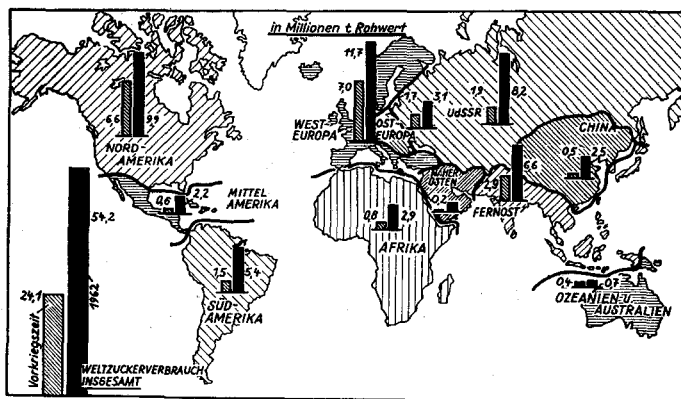 in Millionen t Rohwert
6,6
9,9
NORD-
AMERIKA
7,0
11,7
WEST-
EUROPA
1,7
3,1
OST-
EUROPA
1,9
8,2
UdSSR
CHINA
0,5
2,5
2,9
6,6
FERNOST
NAHER
OSTEN
0,2
0,6
2,2
MITTEL
AMERIKA
0,8
2,9
AFRIKA
1,5
5,4
SÜD-
AMERIKA
0,4
0,7
OZEANIEN U.
AUSTRALIEN
24,1
Vorkriegszeit
54,2
1962
WELTZUCKERVERBRAUCH
INSGESAMT